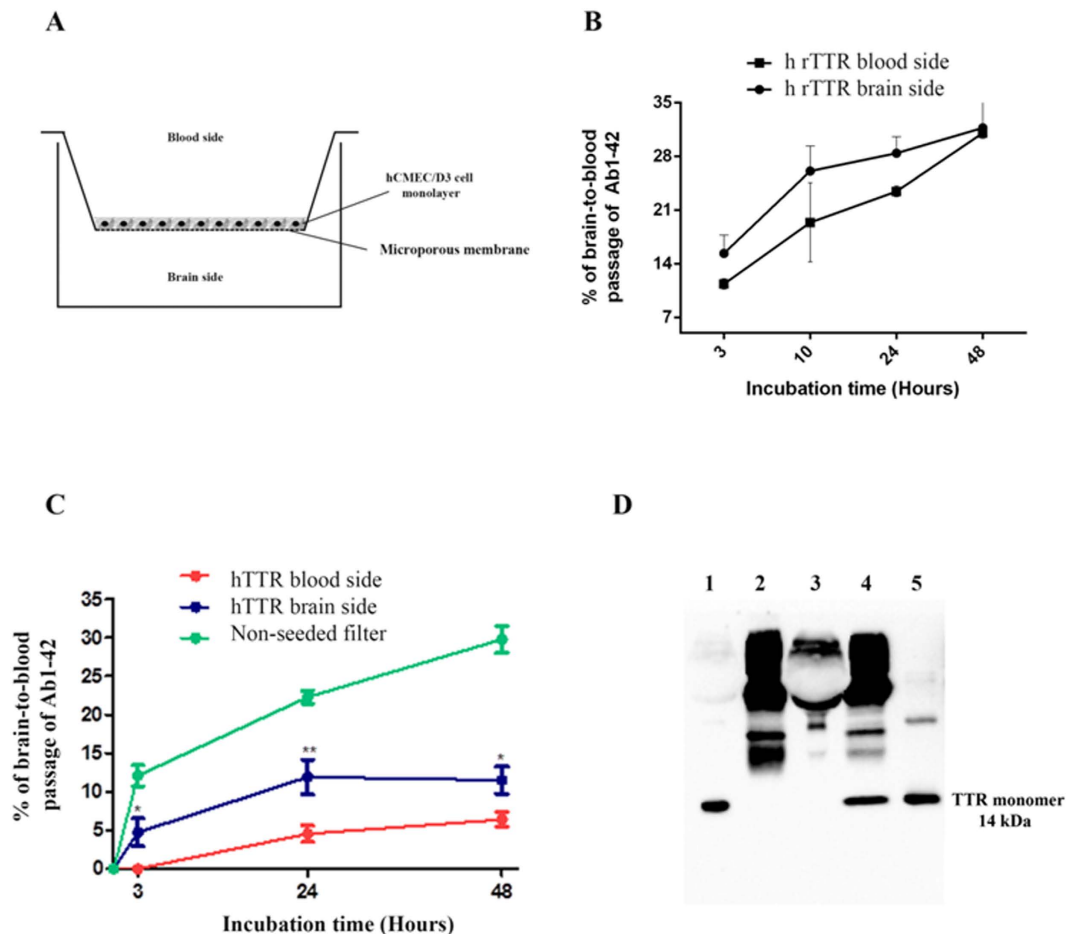 A
Blood side
hCMEC/D3 cell
monolayer
Microporous membrane
Brain side
B
h rTTR blood side
h rTTR brain side
% of brain-to-blood
passage of Ab1-42
35
28
21
14
7
3
10
24
48
Incubation time (Hours)
C
hTTR blood side
hTTR brain side
Non-seeded filter
% of brain-to-blood
passage of Ab1-42
35
30
25
20
15
10
5
0
*
**
*
3
24
48
Incubation time (Hours)
D
1 2 3 4 5
TTR monomer
14 kDa